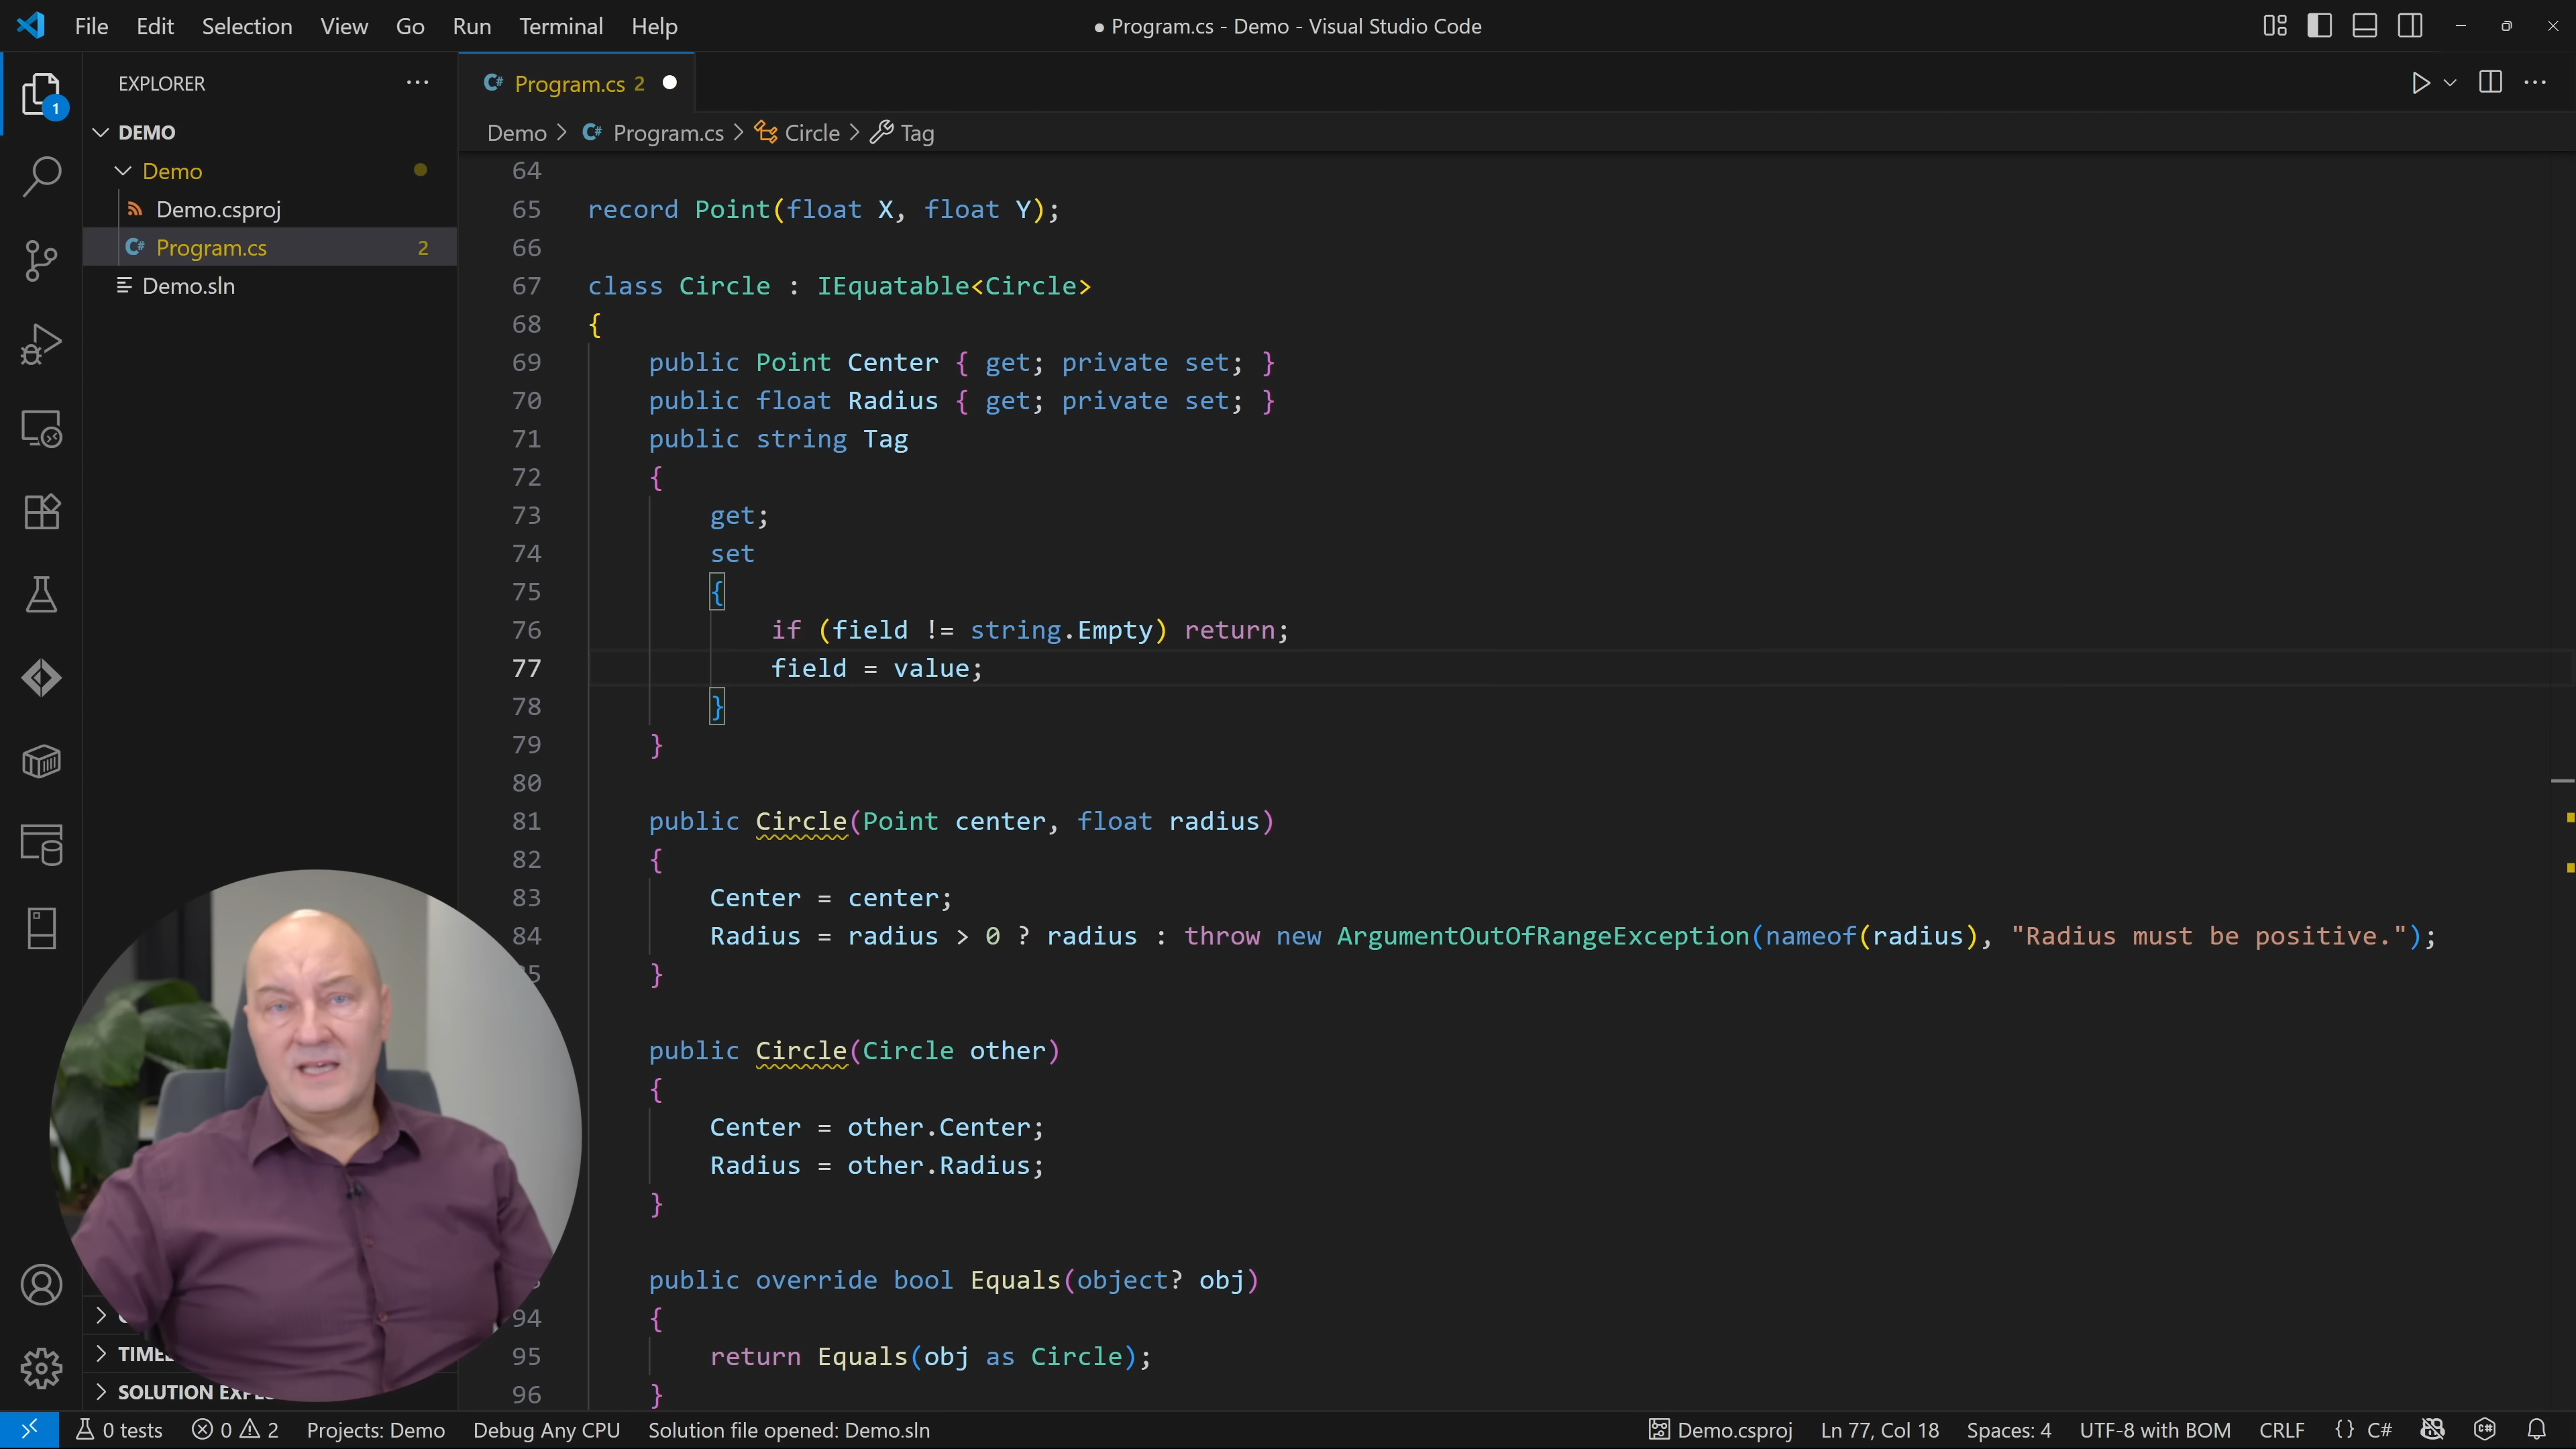 File Edit Selection View Go Run Terminal Help
● Program.cs - Demo - Visual Studio Code
EXPLORER
1
DEMO
Demo
Demo.csproj
Program.cs 2
Demo.sln
TIMEL
SOLUTION EXPL
Program.cs 2
Demo > Program.cs > Circle > Tag
64
65 record Point(float X, float Y);
66
67 class Circle : IEquatable<Circle>
68 {
69 public Point Center { get; private set; }
70 public float Radius { get; private set; }
71 public string Tag
72 {
73 get;
74 set
75 {
76 if (field != string.Empty) return;
77 field = value;
78 }
79 }
80
81 public Circle(Point center, float radius)
82 {
83 Center = center;
84 Radius = radius > 0 ? radius : throw new ArgumentOutOfRangeException(nameof(radius), "Radius must be positive.");
5 }
public Circle(Circle other)
{
Center = other.Center;
Radius = other.Radius;
}
public override bool Equals(object? obj)
94 {
95 return Equals(obj as Circle);
96 }
0 tests 0 2 Projects: Demo Debug Any CPU Solution file opened: Demo.sln Demo.csproj Ln 77, Col 18 Spaces: 4 UTF-8 with BOM CRLF {} C#